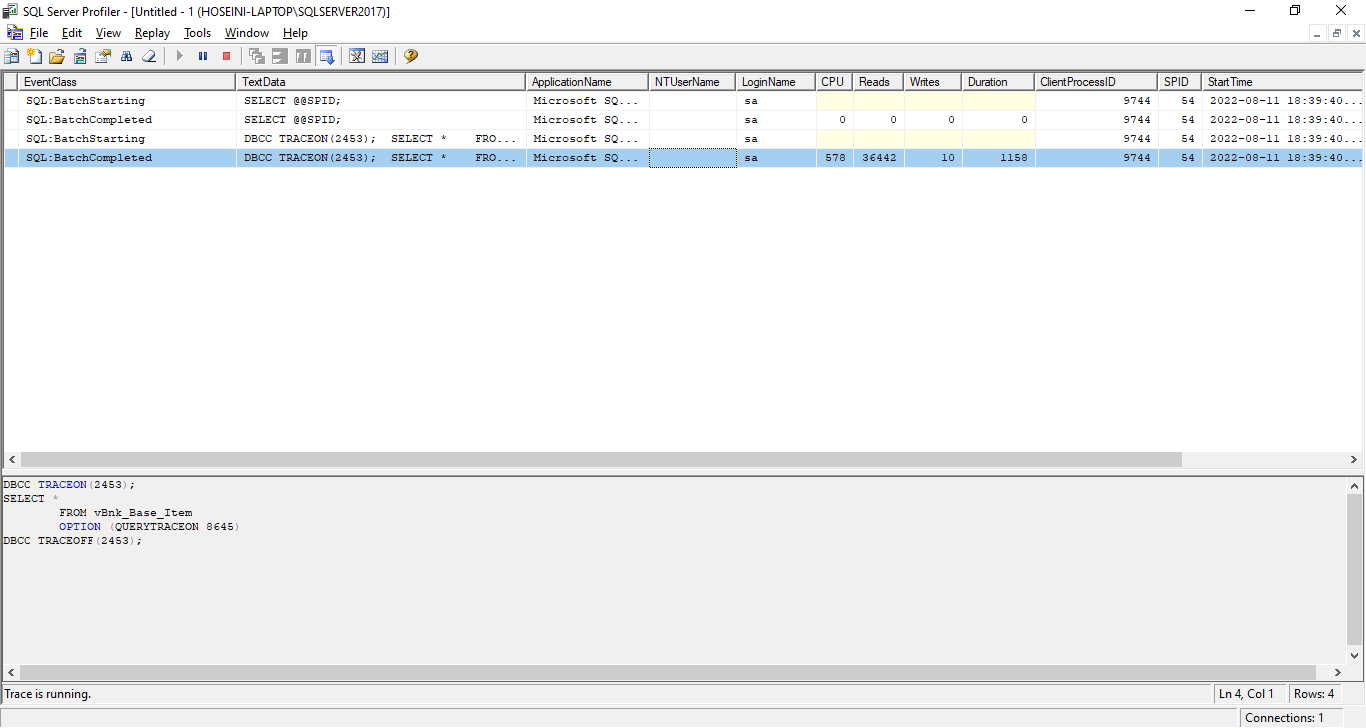 SQL Server Profiler - [Untitled - 1 (HOSEINI-LAPTOP\SQLSERVER2017)]
File Edit View Replay Tools Window Help
EventClass TextData ApplicationName NTUserName LoginName CPU Reads Writes Duration ClientProcessID SPID StartTime
SQL:BatchStarting SELECT @@SPID; Microsoft SQ... sa 9744 54 2022-08-11 18:39:40...
SQL:BatchCompleted SELECT @@SPID; Microsoft SQ... sa 0 0 0 0 9744 54 2022-08-11 18:39:40...
SQL:BatchStarting DBCC TRACEON(2453); SELECT * FRO... Microsoft SQ... sa 9744 54 2022-08-11 18:39:40...
SQL:BatchCompleted DBCC TRACEON(2453); SELECT * FRO... Microsoft SQ... sa 578 36442 10 1158 9744 54 2022-08-11 18:39:40...
DBCC TRACEON(2453);
SELECT *
FROM vBnk_Base_Item
OPTION (QUERYTRACEON 8645)
DBCC TRACEOFF(2453);
Trace is running. Ln 4, Col 1 Rows: 4
Connections: 1